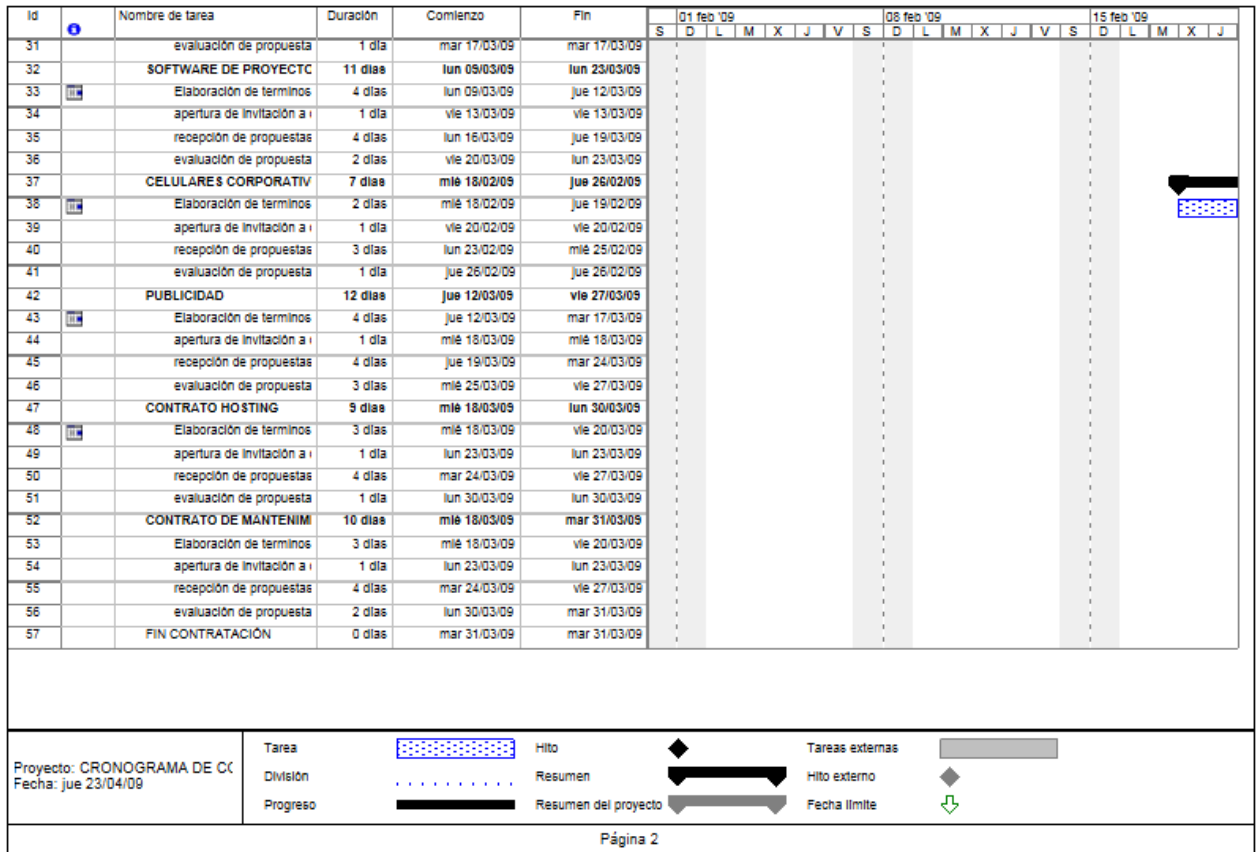 Id Nombre de tarea Duración Comienzo Fin 01 feb '09 08 feb '09 15 feb '09
S D L M X J V S D L M X J V S D L M X J
31 evaluación de propuesta 1 día mar 17/03/09 mar 17/03/09
32 SOFTWARE DE PROYECTO 11 días lun 09/03/09 lun 23/03/09
33 Elaboración de terminos 4 días lun 09/03/09 jue 12/03/09
34 apertura de invitación a 1 día vie 13/03/09 vie 13/03/09
35 recepción de propuestas 4 días lun 16/03/09 jue 19/03/09
36 evaluación de propuesta 2 días vie 20/03/09 lun 23/03/09
37 CELULARES CORPORATIV 7 días mié 18/02/09 jue 26/02/09
38 Elaboración de terminos 2 días mié 18/02/09 jue 19/02/09
39 apertura de invitación a 1 día vie 20/02/09 vie 20/02/09
40 recepción de propuestas 3 días lun 23/02/09 mié 25/02/09
41 evaluación de propuesta 1 día jue 26/02/09 jue 26/02/09
42 PUBLICIDAD 12 días jue 12/03/09 vie 27/03/09
43 Elaboración de terminos 4 días jue 12/03/09 mar 17/03/09
44 apertura de invitación a 1 día mié 18/03/09 mié 18/03/09
45 recepción de propuestas 4 días jue 19/03/09 mar 24/03/09
46 evaluación de propuesta 3 días mié 25/03/09 vie 27/03/09
47 CONTRATO HOSTING 9 días mié 18/03/09 lun 30/03/09
48 Elaboración de terminos 3 días mié 18/03/09 vie 20/03/09
49 apertura de invitación a 1 día lun 23/03/09 lun 23/03/09
50 recepción de propuestas 4 días mar 24/03/09 vie 27/03/09
51 evaluación de propuesta 1 día lun 30/03/09 lun 30/03/09
52 CONTRATO DE MANTENIMI 10 días mié 18/03/09 mar 31/03/09
53 Elaboración de terminos 3 días mié 18/03/09 vie 20/03/09
54 apertura de invitación a 1 día lun 23/03/09 lun 23/03/09
55 recepción de propuestas 4 días mar 24/03/09 vie 27/03/09
56 evaluación de propuesta 2 días lun 30/03/09 mar 31/03/09
57 FIN CONTRATACIÓN 0 días mar 31/03/09 mar 31/03/09
Proyecto: CRONOGRAMA DE CO
Fecha: jue 23/04/09
Tarea Hito Tareas externas
División Resumen Hito externo
Progreso Resumen del proyecto Fecha límite
Página 2